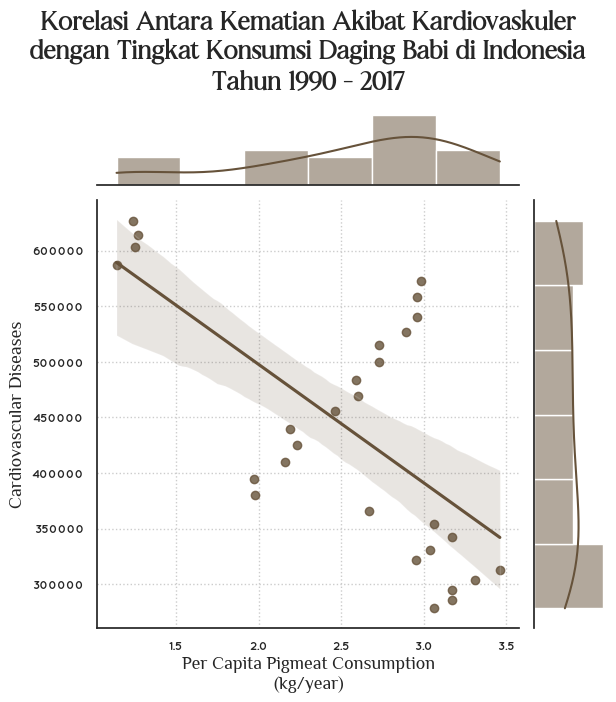 Korelasi Antara Kematian Akibat Kardiovaskuler
dengan Tingkat Konsumsi Daging Babi di Indonesia
Tahun 1990 - 2017
600000
550000
500000
450000
400000
350000
300000
Cardiovascular Diseases
1.5 2.0 2.5 3.0 3.5
Per Capita Pigmeat Consumption
(kg/year)